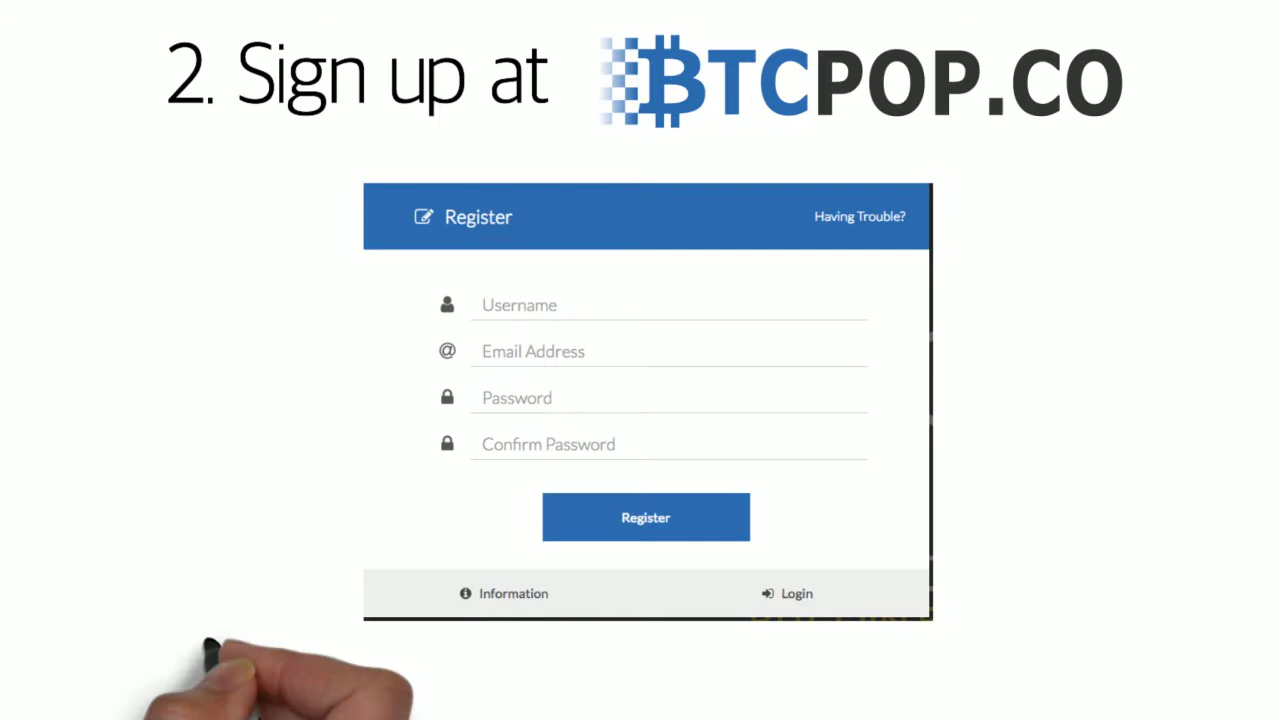 2. Sign up at BTCPOP.CO
Register
Having Trouble?
Username
@ Email Address
Password
Confirm Password
Register
Information
Login